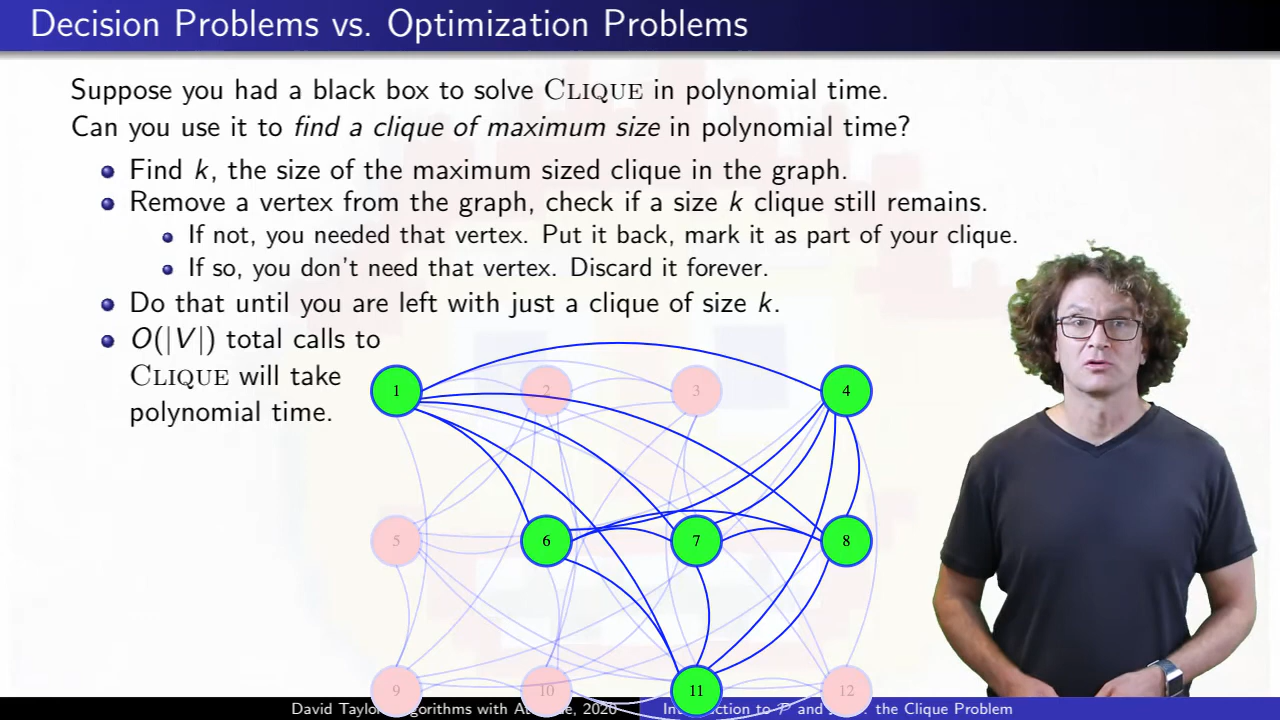 Decision Problems vs. Optimization Problems
Suppose you had a black box to solve CLIQUE in polynomial time.
Can you use it to find a clique of maximum size in polynomial time?
Find k, the size of the maximum sized clique in the graph.
Remove a vertex from the graph, check if a size k clique still remains.
If not, you needed that vertex. Put it back, mark it as part of your clique.
If so, you don't need that vertex. Discard it forever.
Do that until you are left with just a clique of size k.
O(|V|) total calls to
CLIQUE will take
polynomial time.
1 2 3 4
5 6 7 8
9 10 11 12
David Taylor with 2020 to P and the Clique Problem